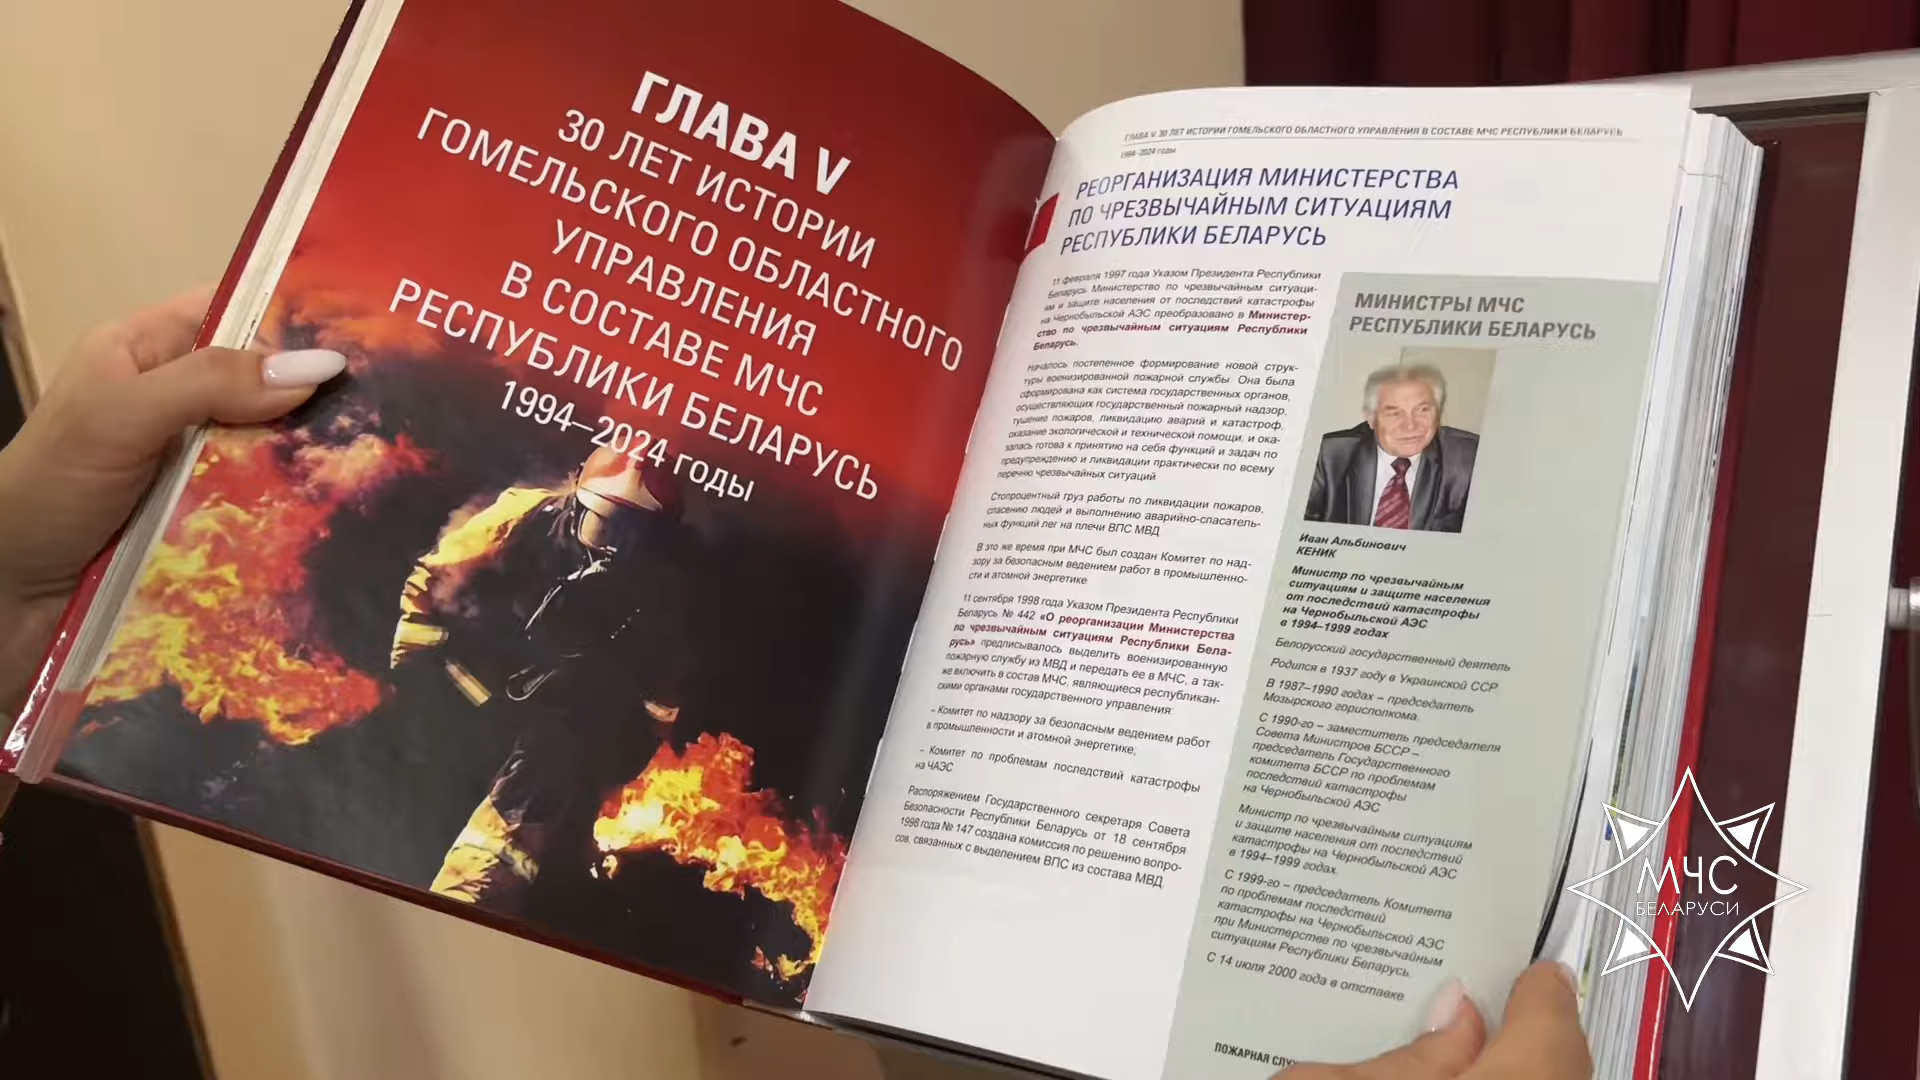 ГЛАВА V
30 ЛЕТ ИСТОРИИ
ГОМЕЛЬСКОГО ОБЛАСТНОГО
УПРАВЛЕНИЯ
В СОСТАВЕ МЧС
РЕСПУБЛИКИ БЕЛАРУСЬ
1994–2024 ГОДЫ
ГЛАВА V. 30 ЛЕТ ИСТОРИИ ГОМЕЛЬСКОГО ОБЛАСТНОГО УПРАВЛЕНИЯ В СОСТАВЕ МЧС РЕСПУБЛИКИ БЕЛАРУСЬ
1994–2024 годы
РЕОРГАНИЗАЦИЯ МИНИСТЕРСТВА
ПО ЧРЕЗВЫЧАЙНЫМ СИТУАЦИЯМ
РЕСПУБЛИКИ БЕЛАРУСЬ
11 февраля 1997 года Указом Президента Республики
Беларусь Министерство по чрезвычайным ситуаци-
ям и защите населения от последствий катастрофы
на Чернобыльской АЭС преобразовано в Министер-
ство по чрезвычайным ситуациям Республики
Беларусь.
Началось постепенное формирование новой струк-
туры военизированной пожарной службы. Она была
сформирована как система государственных органов,
осуществляющих государственный пожарный надзор,
тушение пожаров, ликвидацию аварий и катастроф,
оказание экологической и технической помощи, и ока-
залась готова к принятию на себя функций и задач по
предупреждению и ликвидации практически по всему
перечню чрезвычайных ситуаций
Стопроцентный груз работы по ликвидации пожаров,
спасению людей и выполнению аварийно-спасатель-
ных функций лег на плечи ВПС МВД
В это же время при МЧС был создан Комитет по над-
зору за безопасным ведением работ в промышленно-
сти и атомной энергетике
11 сентября 1998 года Указом Президента Республики
Беларусь № 442 «О реорганизации Министерства
по чрезвычайным ситуациям Республики Бела-
русь» предписывалось выделить военизированную
пожарную службу из МВД и передать ее в МЧС, а так-
же включить в состав МЧС, являющиеся республикан-
скими органами государственного управления:
– Комитет по надзору за безопасным ведением работ
в промышленности и атомной энергетике;
– Комитет по проблемам последствий катастрофы
на ЧАЭС
Распоряжением Государственного секретаря Совета
Безопасности Республики Беларусь от 18 сентября
1998 года № 147 создана комиссия по решению вопро-
сов, связанных с выделением ВПС из состава МВД
МИНИСТРЫ МЧС
РЕСПУБЛИКИ БЕЛАРУСЬ
Иван Альбинович
КЕНИК
Министр по чрезвычайным
ситуациям и защите населения
от последствий катастрофы
на Чернобыльской АЭС
в 1994–1999 годах
Белорусский государственный деятель
Родился в 1937 году в Украинской ССР
В 1987–1990 годах – председатель
Мозырского горисполкома.
С 1990-го – заместитель председателя
Совета Министров БССР –
председатель Государственного
комитета БССР по проблемам
последствий катастрофы
на Чернобыльской АЭС
Министр по чрезвычайным ситуациям
и защите населения от последствий
катастрофы на Чернобыльской АЭС
в 1994–1999 годах.
С 1999-го – председатель Комитета
по проблемам последствий
катастрофы на Чернобыльской АЭС
при Министерстве по чрезвычайным
ситуациям Республики Беларусь.
С 14 июля 2000 года в отставке
ПОЖАРНАЯ
МЧС
БЕЛАРУСИ